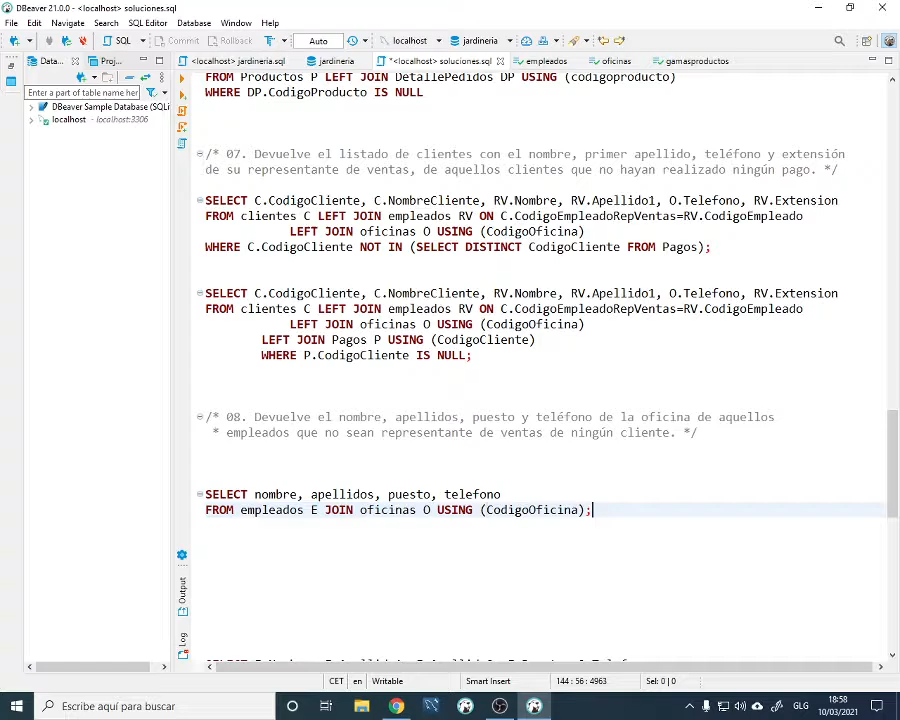 DBeaver 21.0.0 - <localhost> soluciones.sql
File Edit Navigate Search SQL Editor Database Window Help
SQL Commit Rollback T Auto localhost jardineria
Data... Proj... <localhost> jardineria.sql jardineria *<localhost> soluciones.sql empleados oficinas gamasproductos
Enter a part of table name her
DBeaver Sample Database (SQLi
localhost - localhost:3306
FROM Productos P LEFT JOIN DetallePedidos DP USING (codigoproducto)
WHERE DP.CodigoProducto IS NULL
/* 07. Devuelve el listado de clientes con el nombre, primer apellido, teléfono y extensión
de su representante de ventas, de aquellos clientes que no hayan realizado ningún pago. */
SELECT C.CodigoCliente, C.NombreCliente, RV.Nombre, RV.Apellido1, O.Telefono, RV.Extension
FROM clientes C LEFT JOIN empleados RV ON C.CodigoEmpleadoRepVentas=RV.CodigoEmpleado
LEFT JOIN oficinas O USING (CodigoOficina)
WHERE C.CodigoCliente NOT IN (SELECT DISTINCT CodigoCliente FROM Pagos);
SELECT C.CodigoCliente, C.NombreCliente, RV.Nombre, RV.Apellido1, O.Telefono, RV.Extension
FROM clientes C LEFT JOIN empleados RV ON C.CodigoEmpleadoRepVentas=RV.CodigoEmpleado
LEFT JOIN oficinas O USING (CodigoOficina)
LEFT JOIN Pagos P USING (CodigoCliente)
WHERE P.CodigoCliente IS NULL;
/* 08. Devuelve el nombre, apellidos, puesto y teléfono de la oficina de aquellos
* empleados que no sean representante de ventas de ningún cliente. */
SELECT nombre, apellidos, puesto, telefono
FROM empleados E JOIN oficinas O USING (CodigoOficina);
Output
Log
CET en Writable Smart Insert 144 : 56 : 4963 Sel: 0 | 0
Escribe aquí para buscar
GLG
18:58
10/03/2021